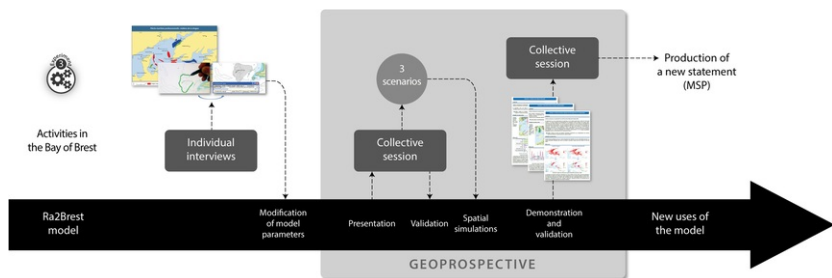 Experiment
3
Activities in
the Bay of Brest
Individual
interviews
3
scenarios
Collective
session
Collective
session
Production of
a new statement
(MSP)
Ra2Brest
model
Modification
of model
parameters
Presentation
Validation
Spatial
simulations
Demonstration
and
validation
New uses of
the model
GEOPROSPECTIVE